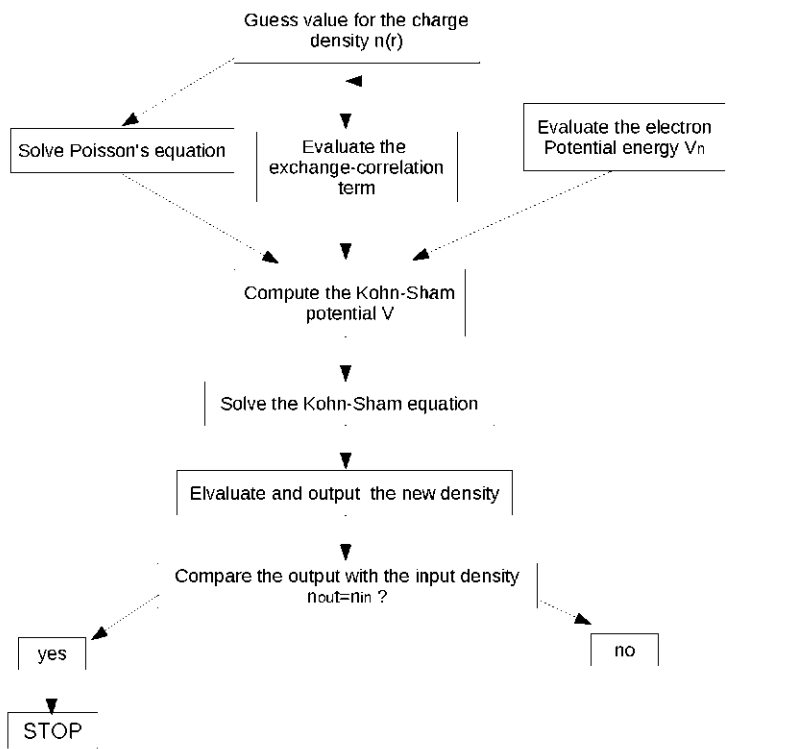 Guess value for the charge
density n(r)
Solve Poisson's equation
Evaluate the
exchange-correlation
term
Evaluate the electron
Potential energy Vn
Compute the Kohn-Sham
potential V
Solve the Kohn-Sham equation
Elvaluate and output the new density
Compare the output with the input density
nout=nin ?
yes
no
STOP